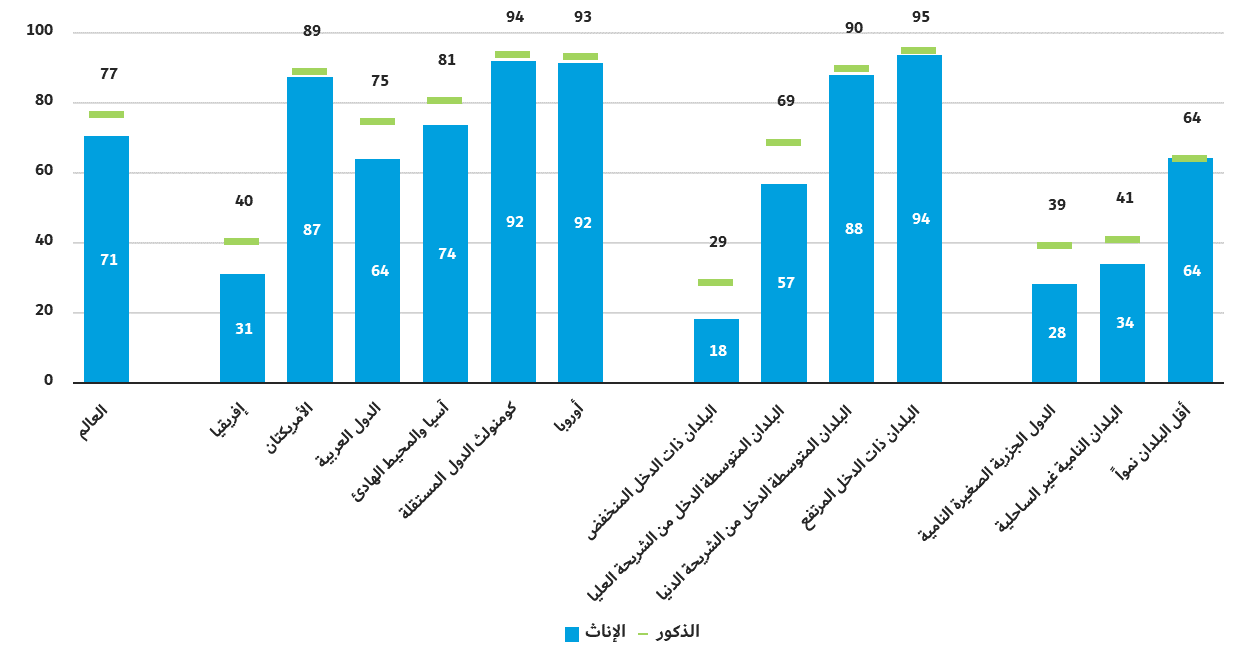 100
80
60
40
20
0
77
71
40
31
89
87
75
64
81
74
94
92
93
92
29
18
69
57
90
88
95
94
39
28
41
34
64
64
العالم
إفريقيا
الأمريكتان
الدول العربية
آسيا والمحيط الهادئ
كومنولث الدول المستقلة
أوروبا
البلدان ذات الدخل المنخفض
البلدان المتوسطة الدخل من الشريحة العليا
البلدان المتوسطة الدخل من الشريحة الدنيا
البلدان ذات الدخل المرتفع
الدول الجزرية الصغيرة النامية
البلدان النامية غير الساحلية
أقل البلدان نمواً
الذكور
الإناث